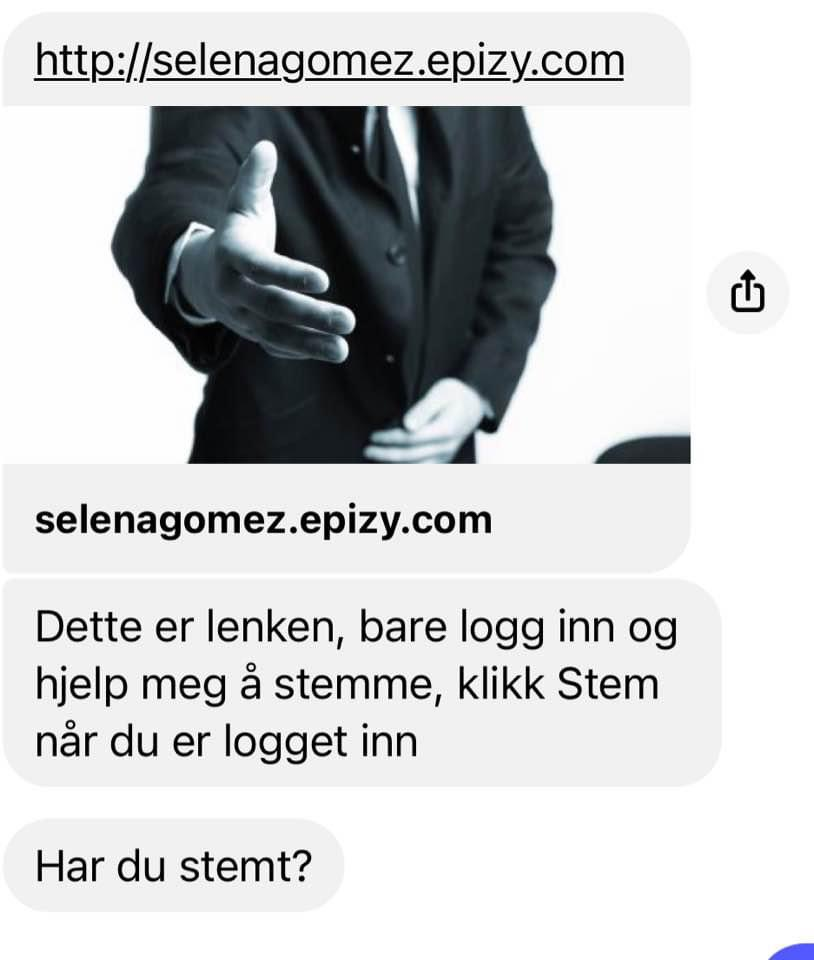 http://selenagomez.epizy.com
selenagomez.epizy.com
Dette er lenken, bare logg inn og
hjelp meg å stemme, klikk Stem
når du er logget inn
Har du stemt?